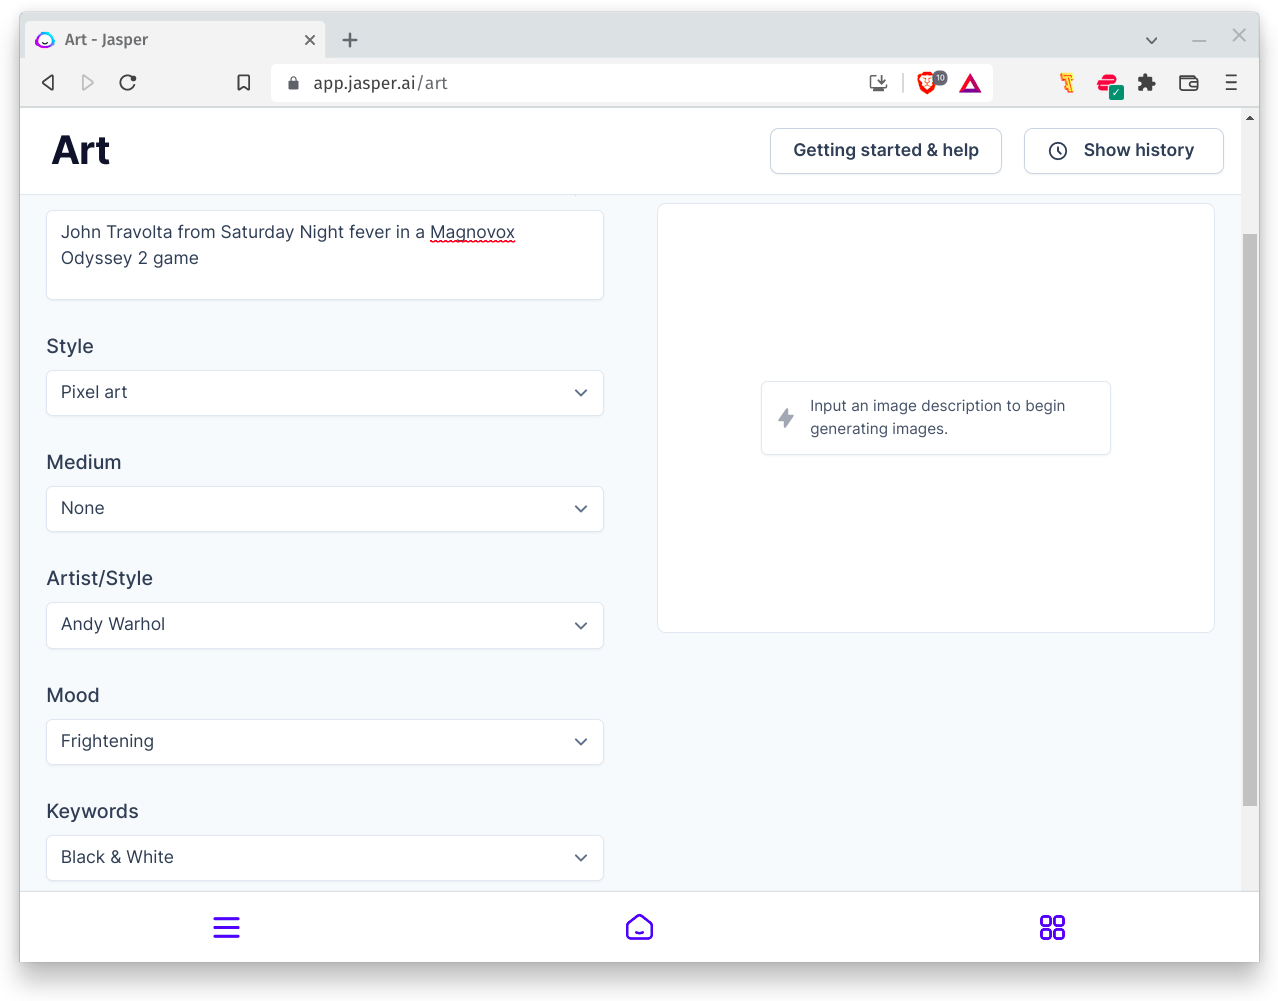 Art - Jasper
app.jasper.ai/art
10
Art
Getting started & help
Show history
John Travolta from Saturday Night fever in a Magnovox
Odyssey 2 game
Style
Pixel art
Medium
None
Artist/Style
Andy Warhol
Mood
Frightening
Keywords
Black & White
Input an image description to begin
generating images.